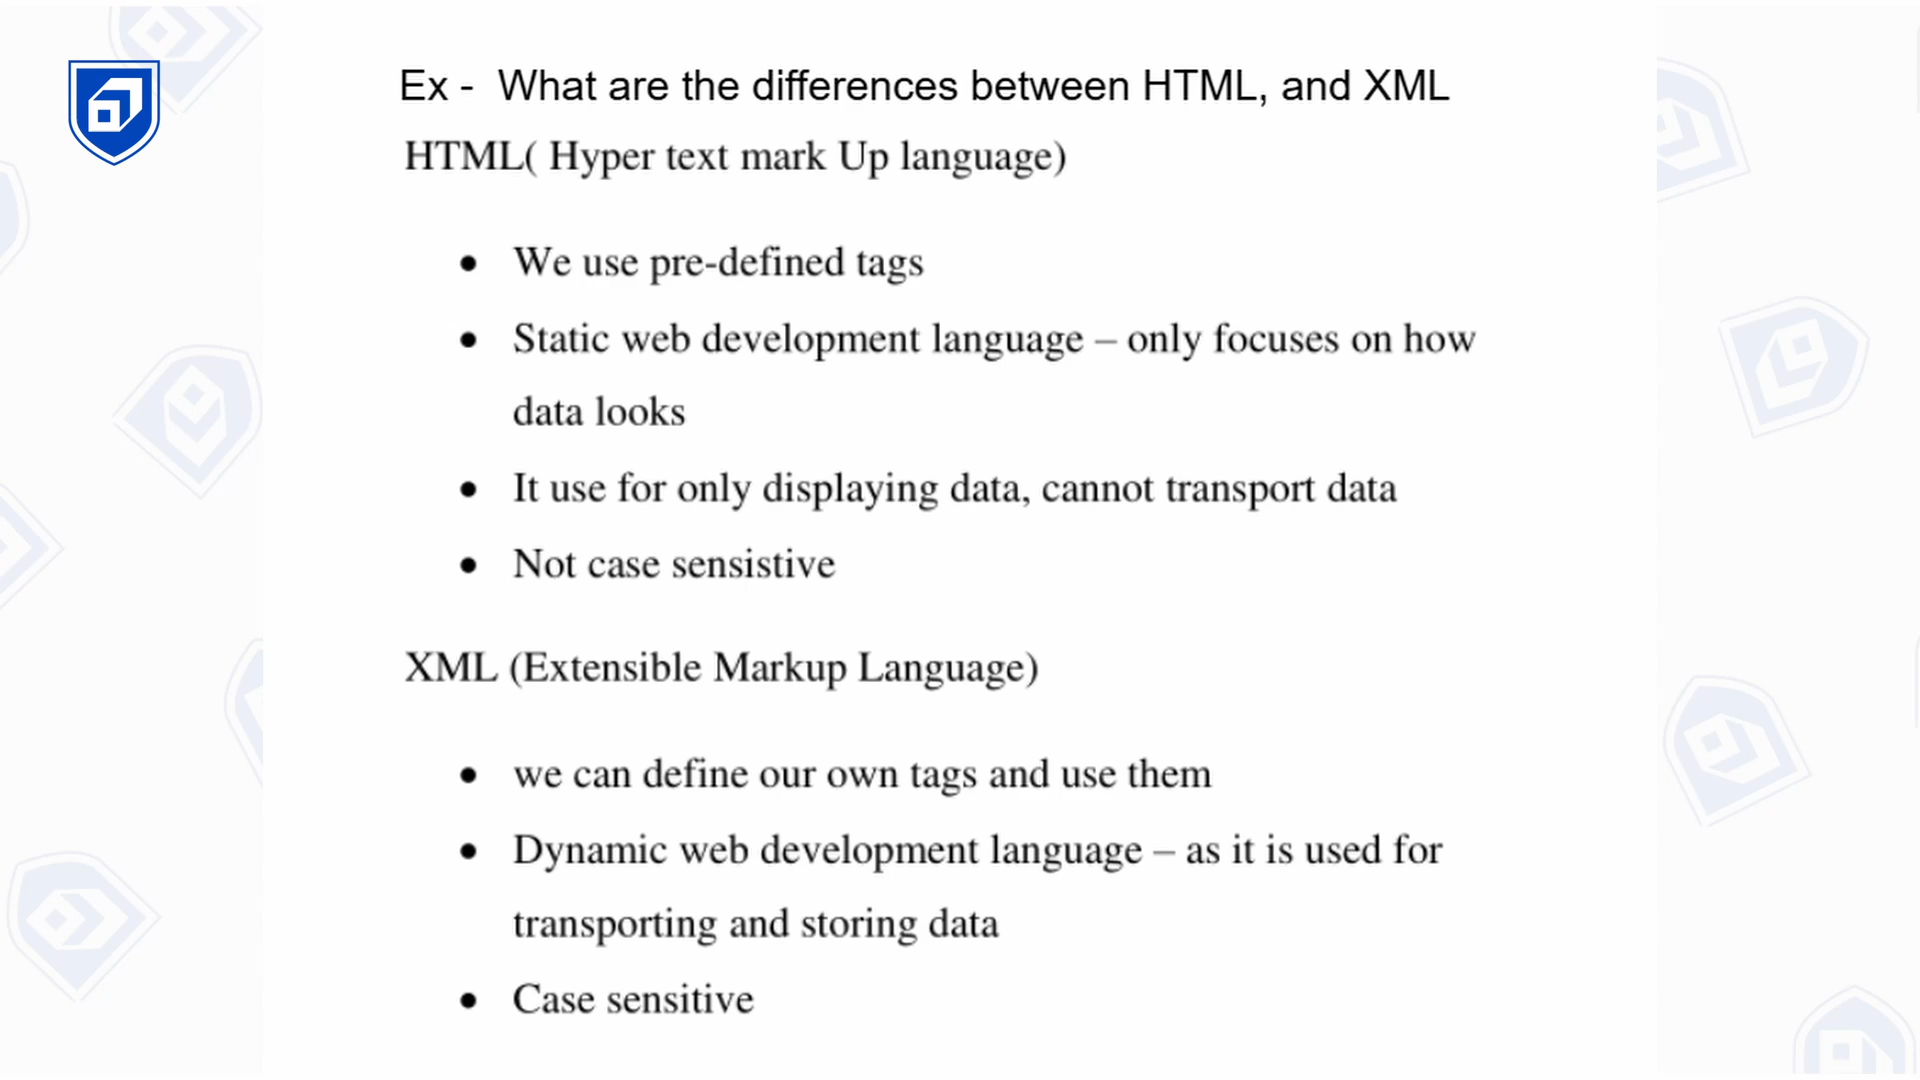 Ex -  What are the differences between HTML, and XML
HTML( Hyper text mark Up language)
• We use pre-defined tags
• Static web development language – only focuses on how
data looks
• It use for only displaying data, cannot transport data
• Not case sensistive
XML (Extensible Markup Language)
• we can define our own tags and use them
• Dynamic web development language – as it is used for
transporting and storing data
• Case sensitive